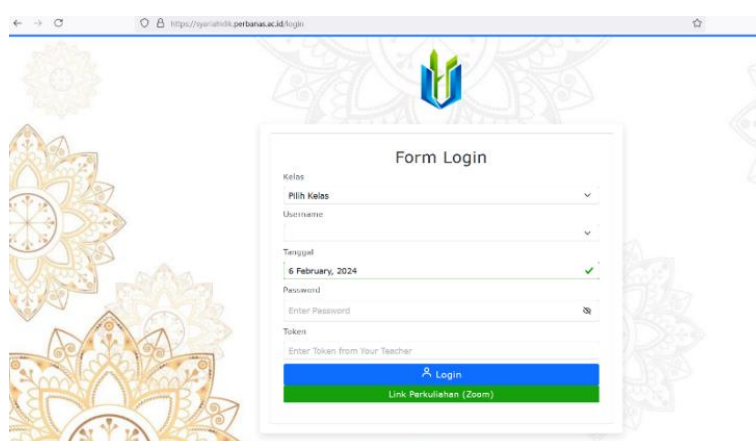 https://syariahidik.perbanas.ac.id/login
Form Login
Kelas
Pilih Kelas
Username
Tanggal
6 February, 2024
Password
Enter Password
Token
Enter Token from Your Teacher
Login
Link Perkuliahan (Zoom)